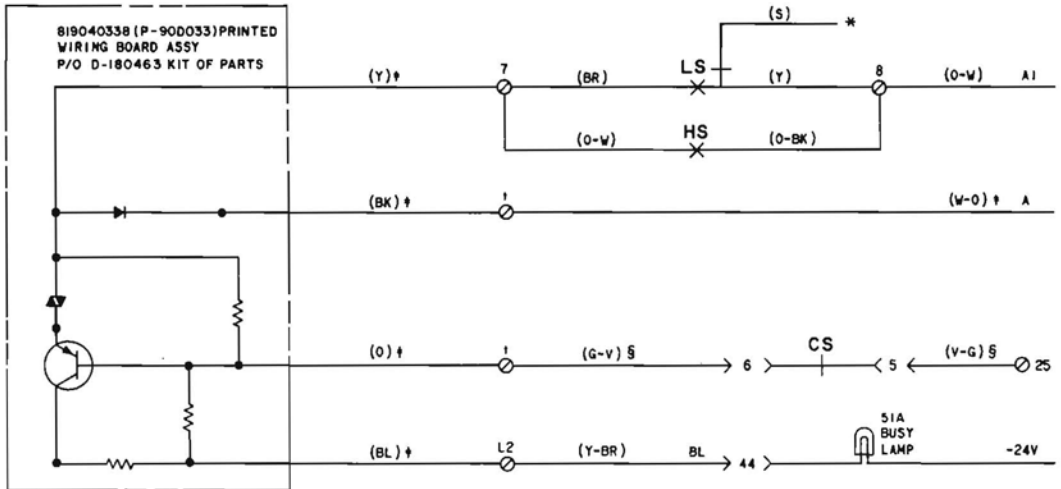 (S) *
819040338 (P-90D033) PRINTED
WIRING BOARD ASSY
P/O D-180463 KIT OF PARTS
(Y)‡ 7 (BR) LS (Y) 8 (O-W) A1
(O-W) HS (O-BK)
(BK)‡ † (W-O)‡ A
(O)‡ † (G-V)§ 6 CS 5 (V-G)§ 25
51A
BUSY
LAMP
(BL)‡ L2 (Y-BR) BL 44 -24V